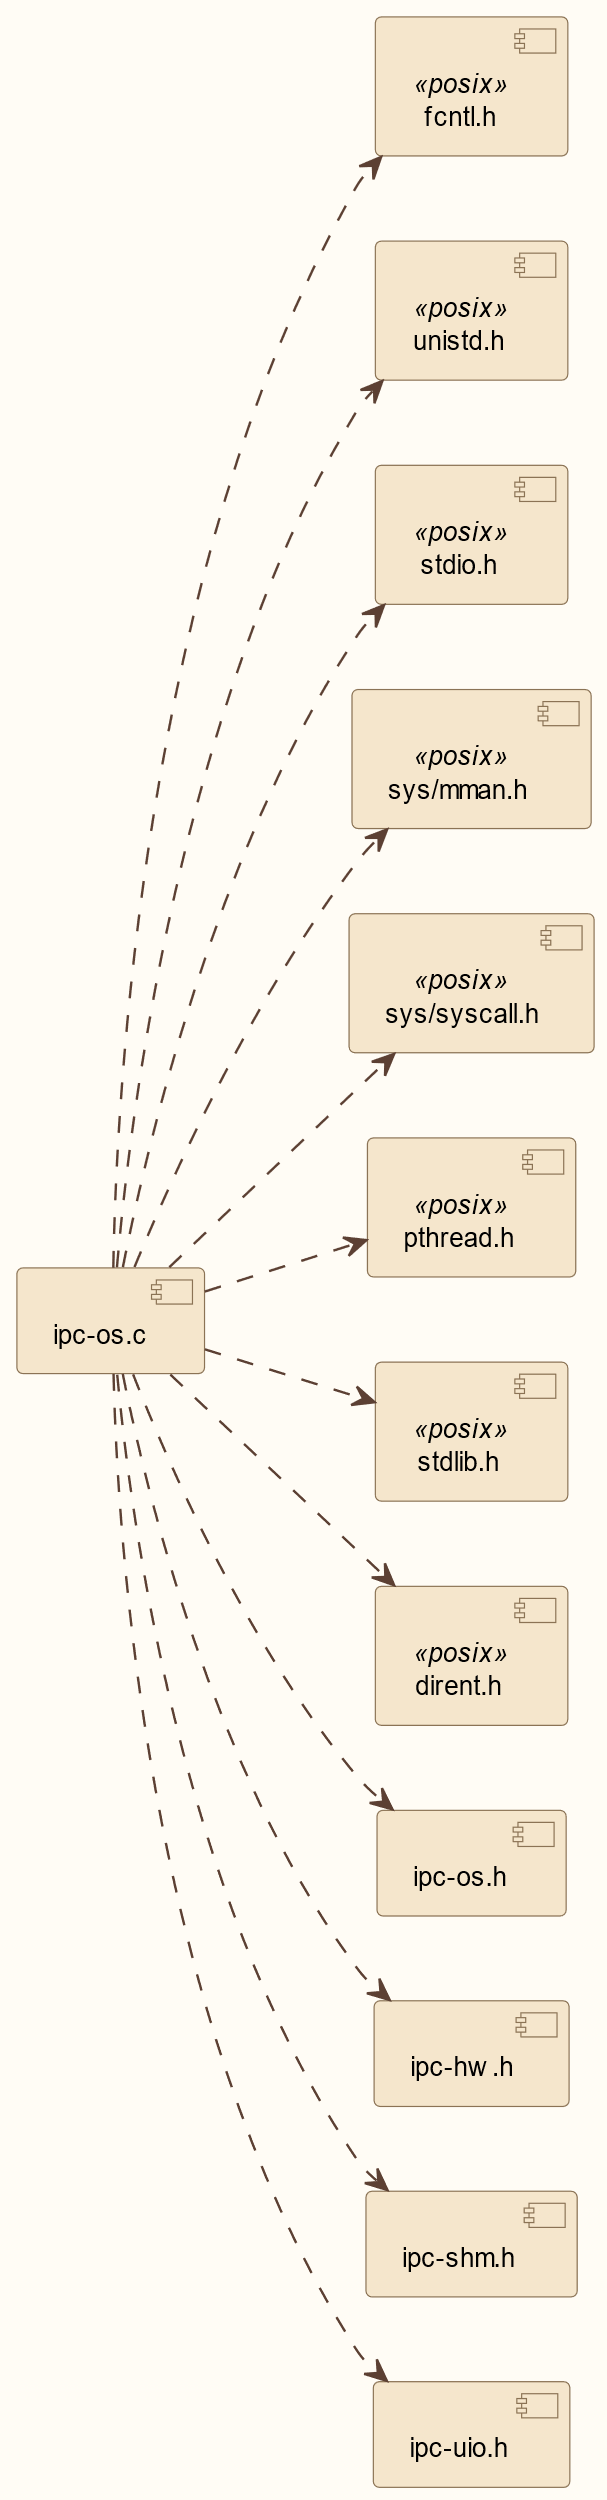 «posix»
fcntl.h
«posix»
unistd.h
«posix»
stdio.h
«posix»
sys/mman.h
«posix»
sys/syscall.h
«posix»
pthread.h
ipc-os.c
«posix»
stdlib.h
«posix»
dirent.h
ipc-os.h
ipc-hw.h
ipc-shm.h
ipc-uio.h